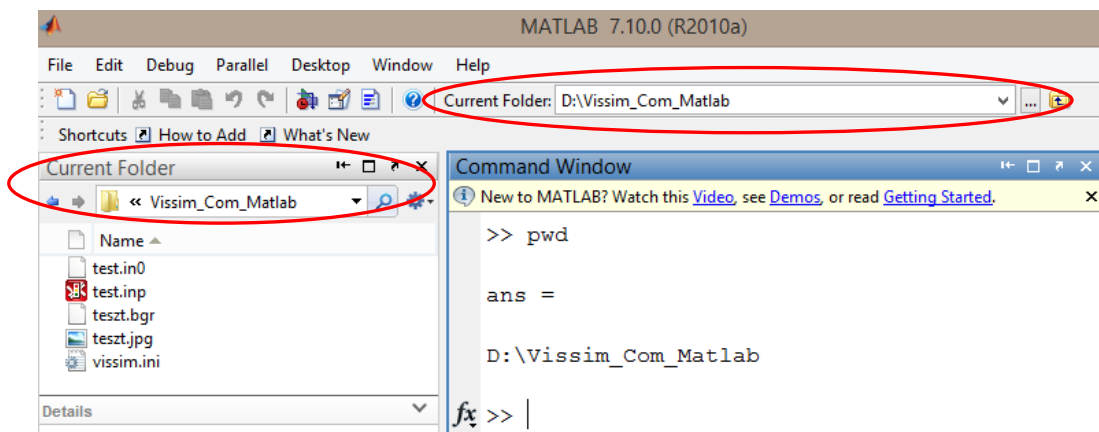 MATLAB 7.10.0 (R2010a)
File Edit Debug Parallel Desktop Window Help
Current Folder: D:\Vissim_Com_Matlab
Shortcuts How to Add What's New
Current Folder
« Vissim_Com_Matlab
Name
test.in0
test.inp
teszt.bgr
teszt.jpg
vissim.ini
Details
Command Window
New to MATLAB? Watch this Video, see Demos, or read Getting Started.
>> pwd
ans =
D:\Vissim_Com_Matlab
fx >>